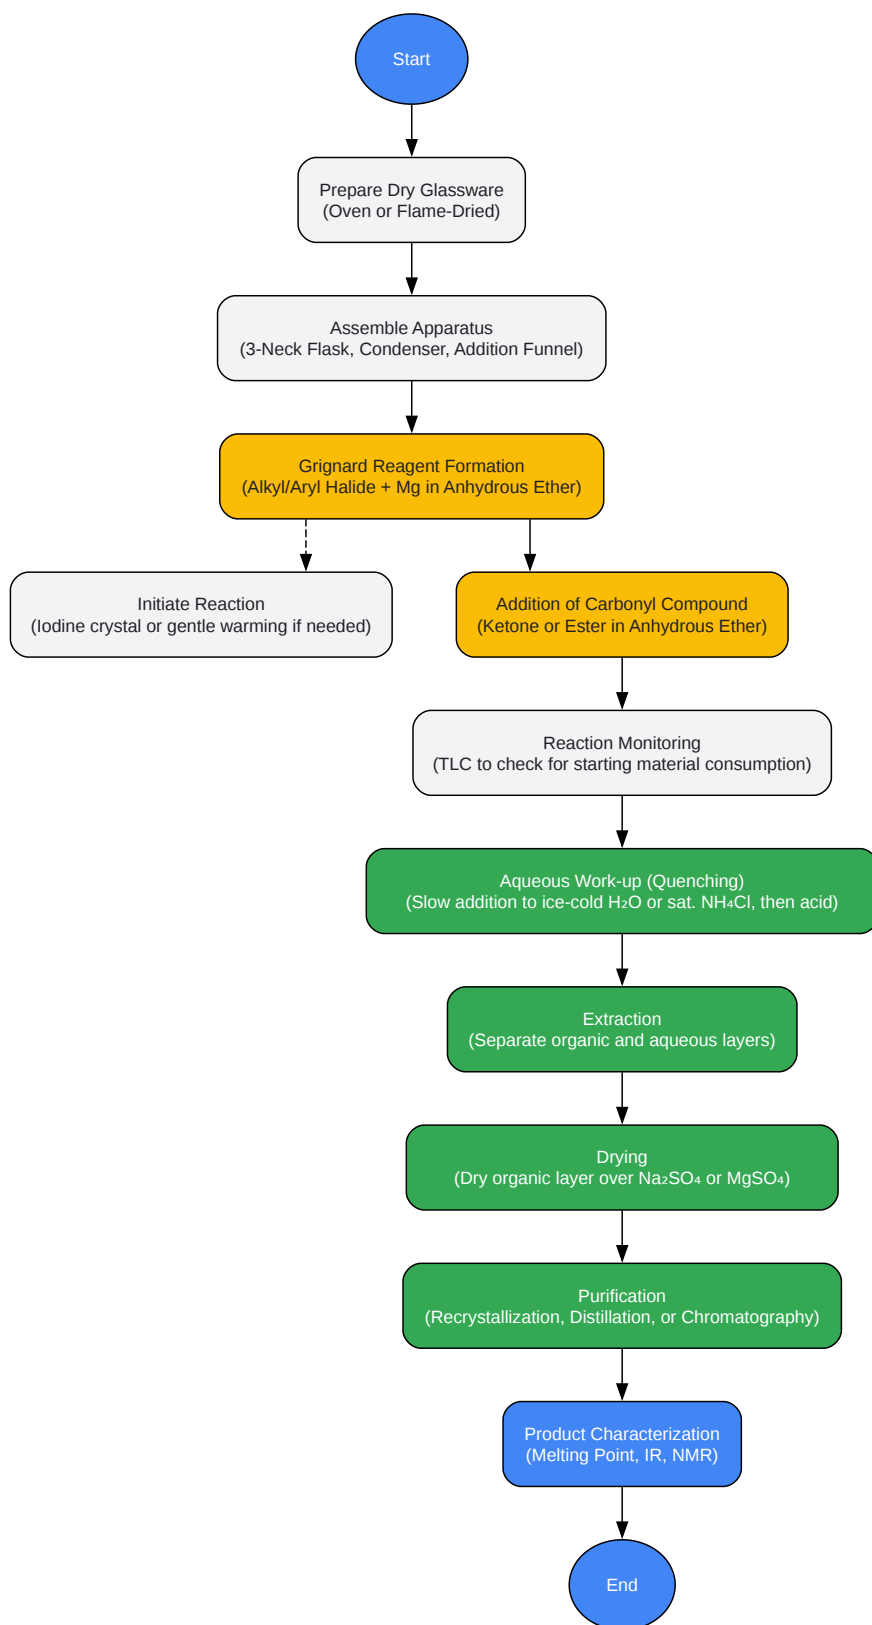 Start
Prepare Dry Glassware
(Oven or Flame-Dried)
Assemble Apparatus
(3-Neck Flask, Condenser, Addition Funnel)
Grignard Reagent Formation
(Alkyl/Aryl Halide + Mg in Anhydrous Ether)
Initiate Reaction
(Iodine crystal or gentle warming if needed)
Addition of Carbonyl Compound
(Ketone or Ester in Anhydrous Ether)
Reaction Monitoring
(TLC to check for starting material consumption)
Aqueous Work-up (Quenching)
(Slow addition to ice-cold H₂O or sat. NH₄Cl, then acid)
Extraction
(Separate organic and aqueous layers)
Drying
(Dry organic layer over Na₂SO₄ or MgSO₄)
Purification
(Recrystallization, Distillation, or Chromatography)
Product Characterization
(Melting Point, IR, NMR)
End